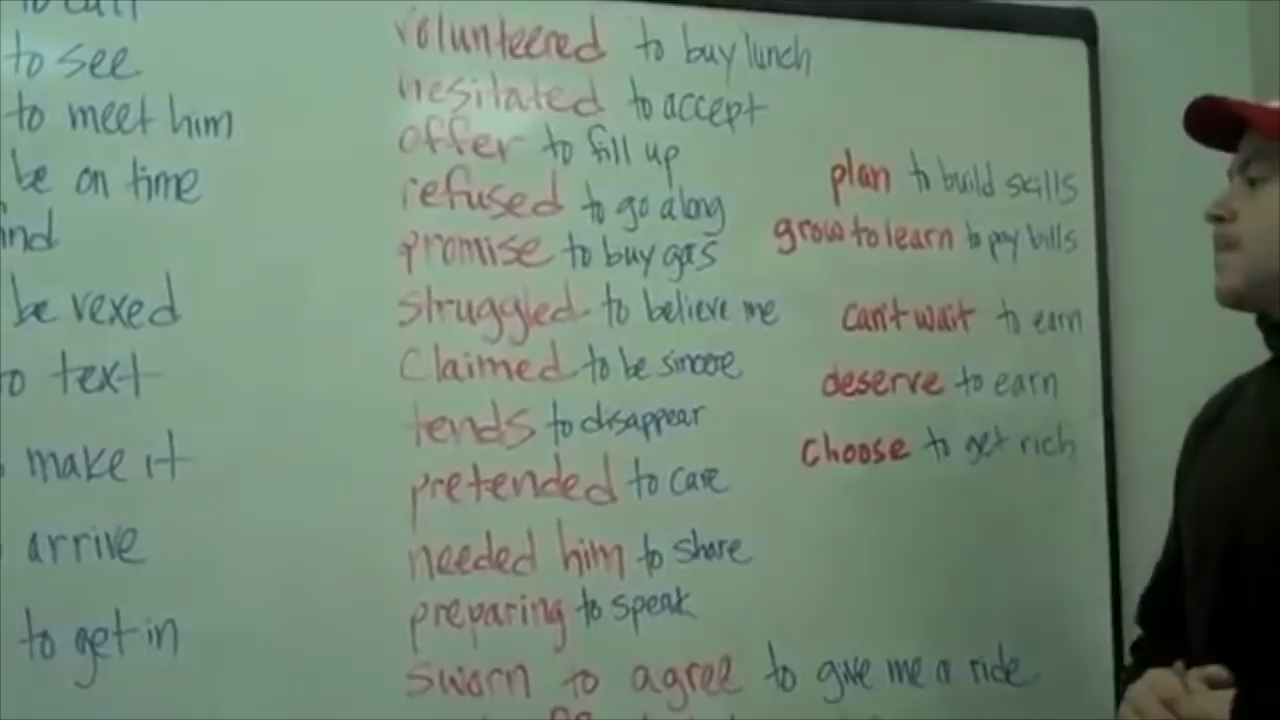 to call
to see
to meet him
be on time
ind
be vexed
to text
make it
arrive
to get in
volunteered to buy lunch
hesitated to accept
offer to fill up
refused to go along
promise to buy gas
struggled to believe me
Claimed to be sincere
tends to disappear
pretended to care
needed him to share
preparing to speak
sworn to agree to give me a ride
plan to build skills
grow to learn to pay bills
can't wait to earn
deserve to earn
choose to get rich